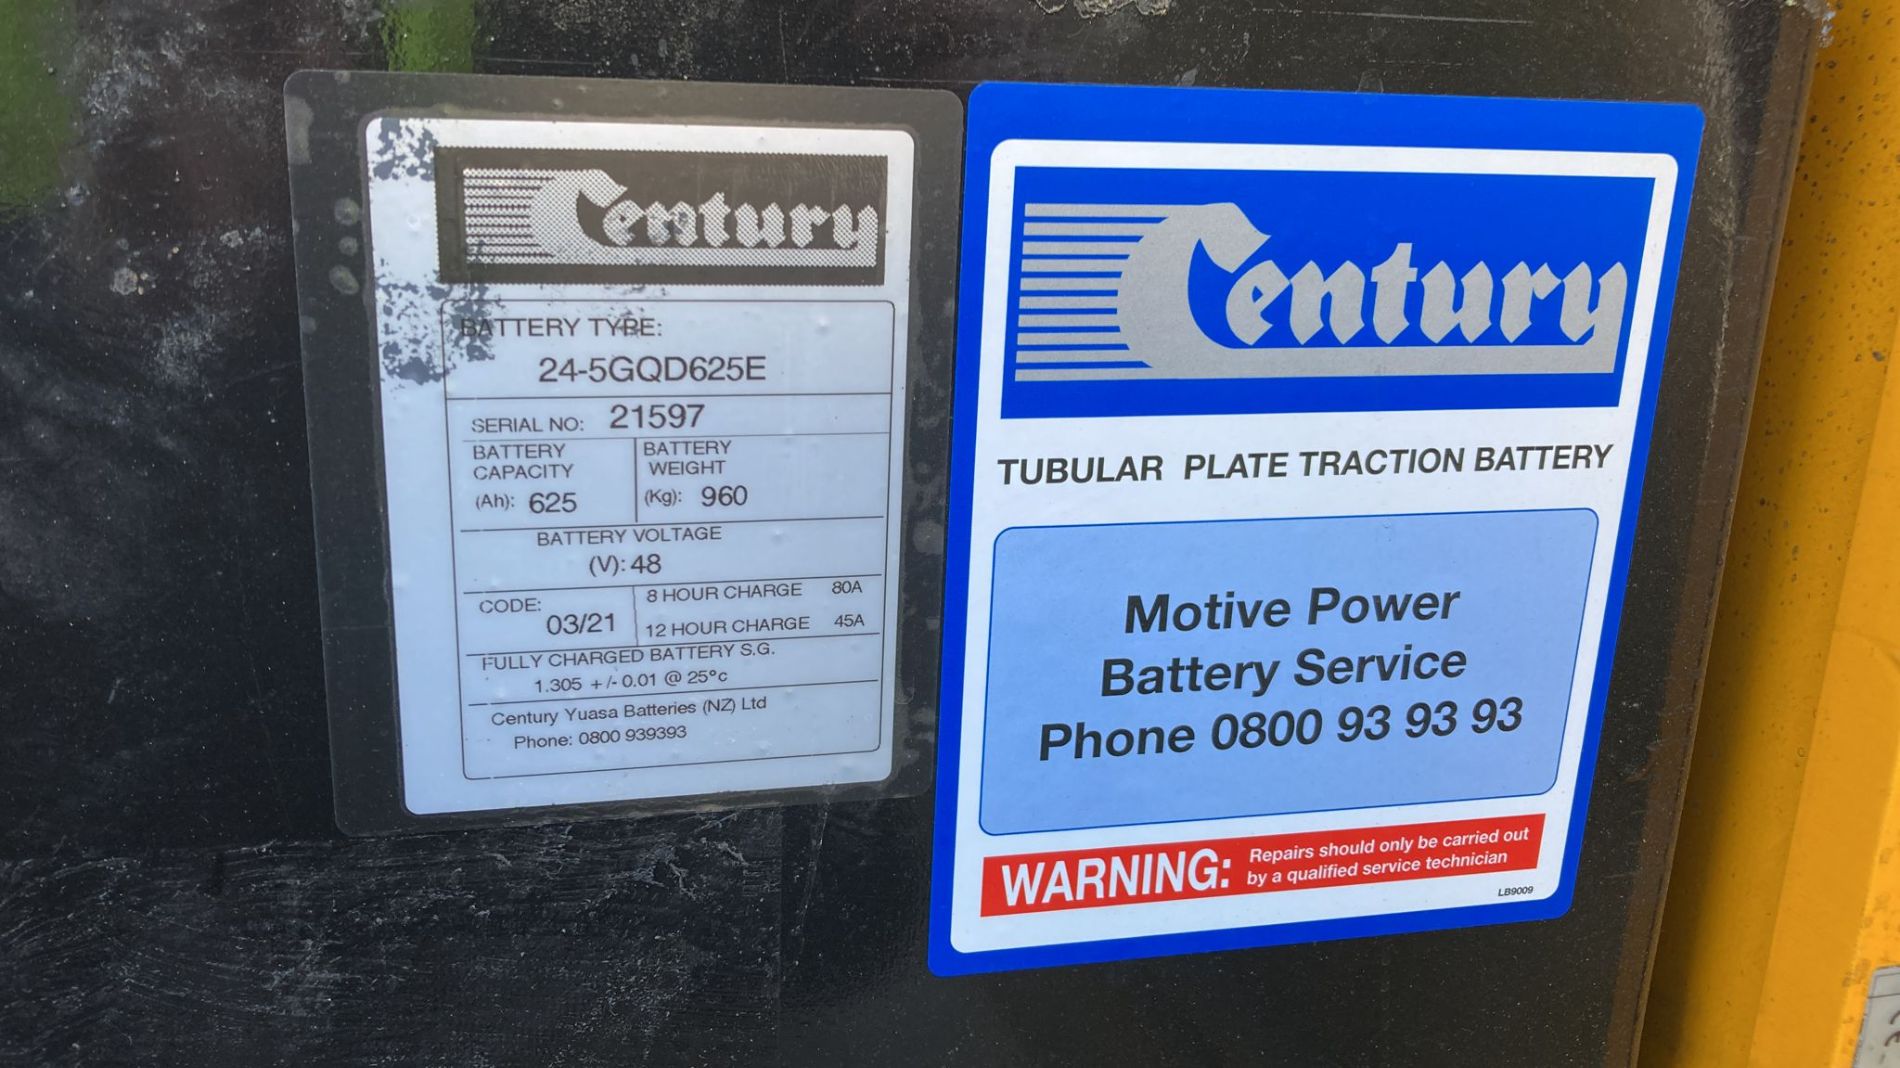 Century
BATTERY TYPE:
24-5GQD625E
SERIAL NO: 21597
BATTERY CAPACITY
(Ah): 625
BATTERY WEIGHT
(Kg): 960
BATTERY VOLTAGE
(V): 48
CODE:
03/21
8 HOUR CHARGE 80A
12 HOUR CHARGE 45A
FULLY CHARGED BATTERY S.G.
1.305 +/- 0.01 @ 25°c
Century Yuasa Batteries (NZ) Ltd
Phone: 0800 939393
Century
TUBULAR PLATE TRACTION BATTERY
Motive Power
Battery Service
Phone 0800 93 93 93
WARNING:
Repairs should only be carried out
by a qualified service technician
LB9009